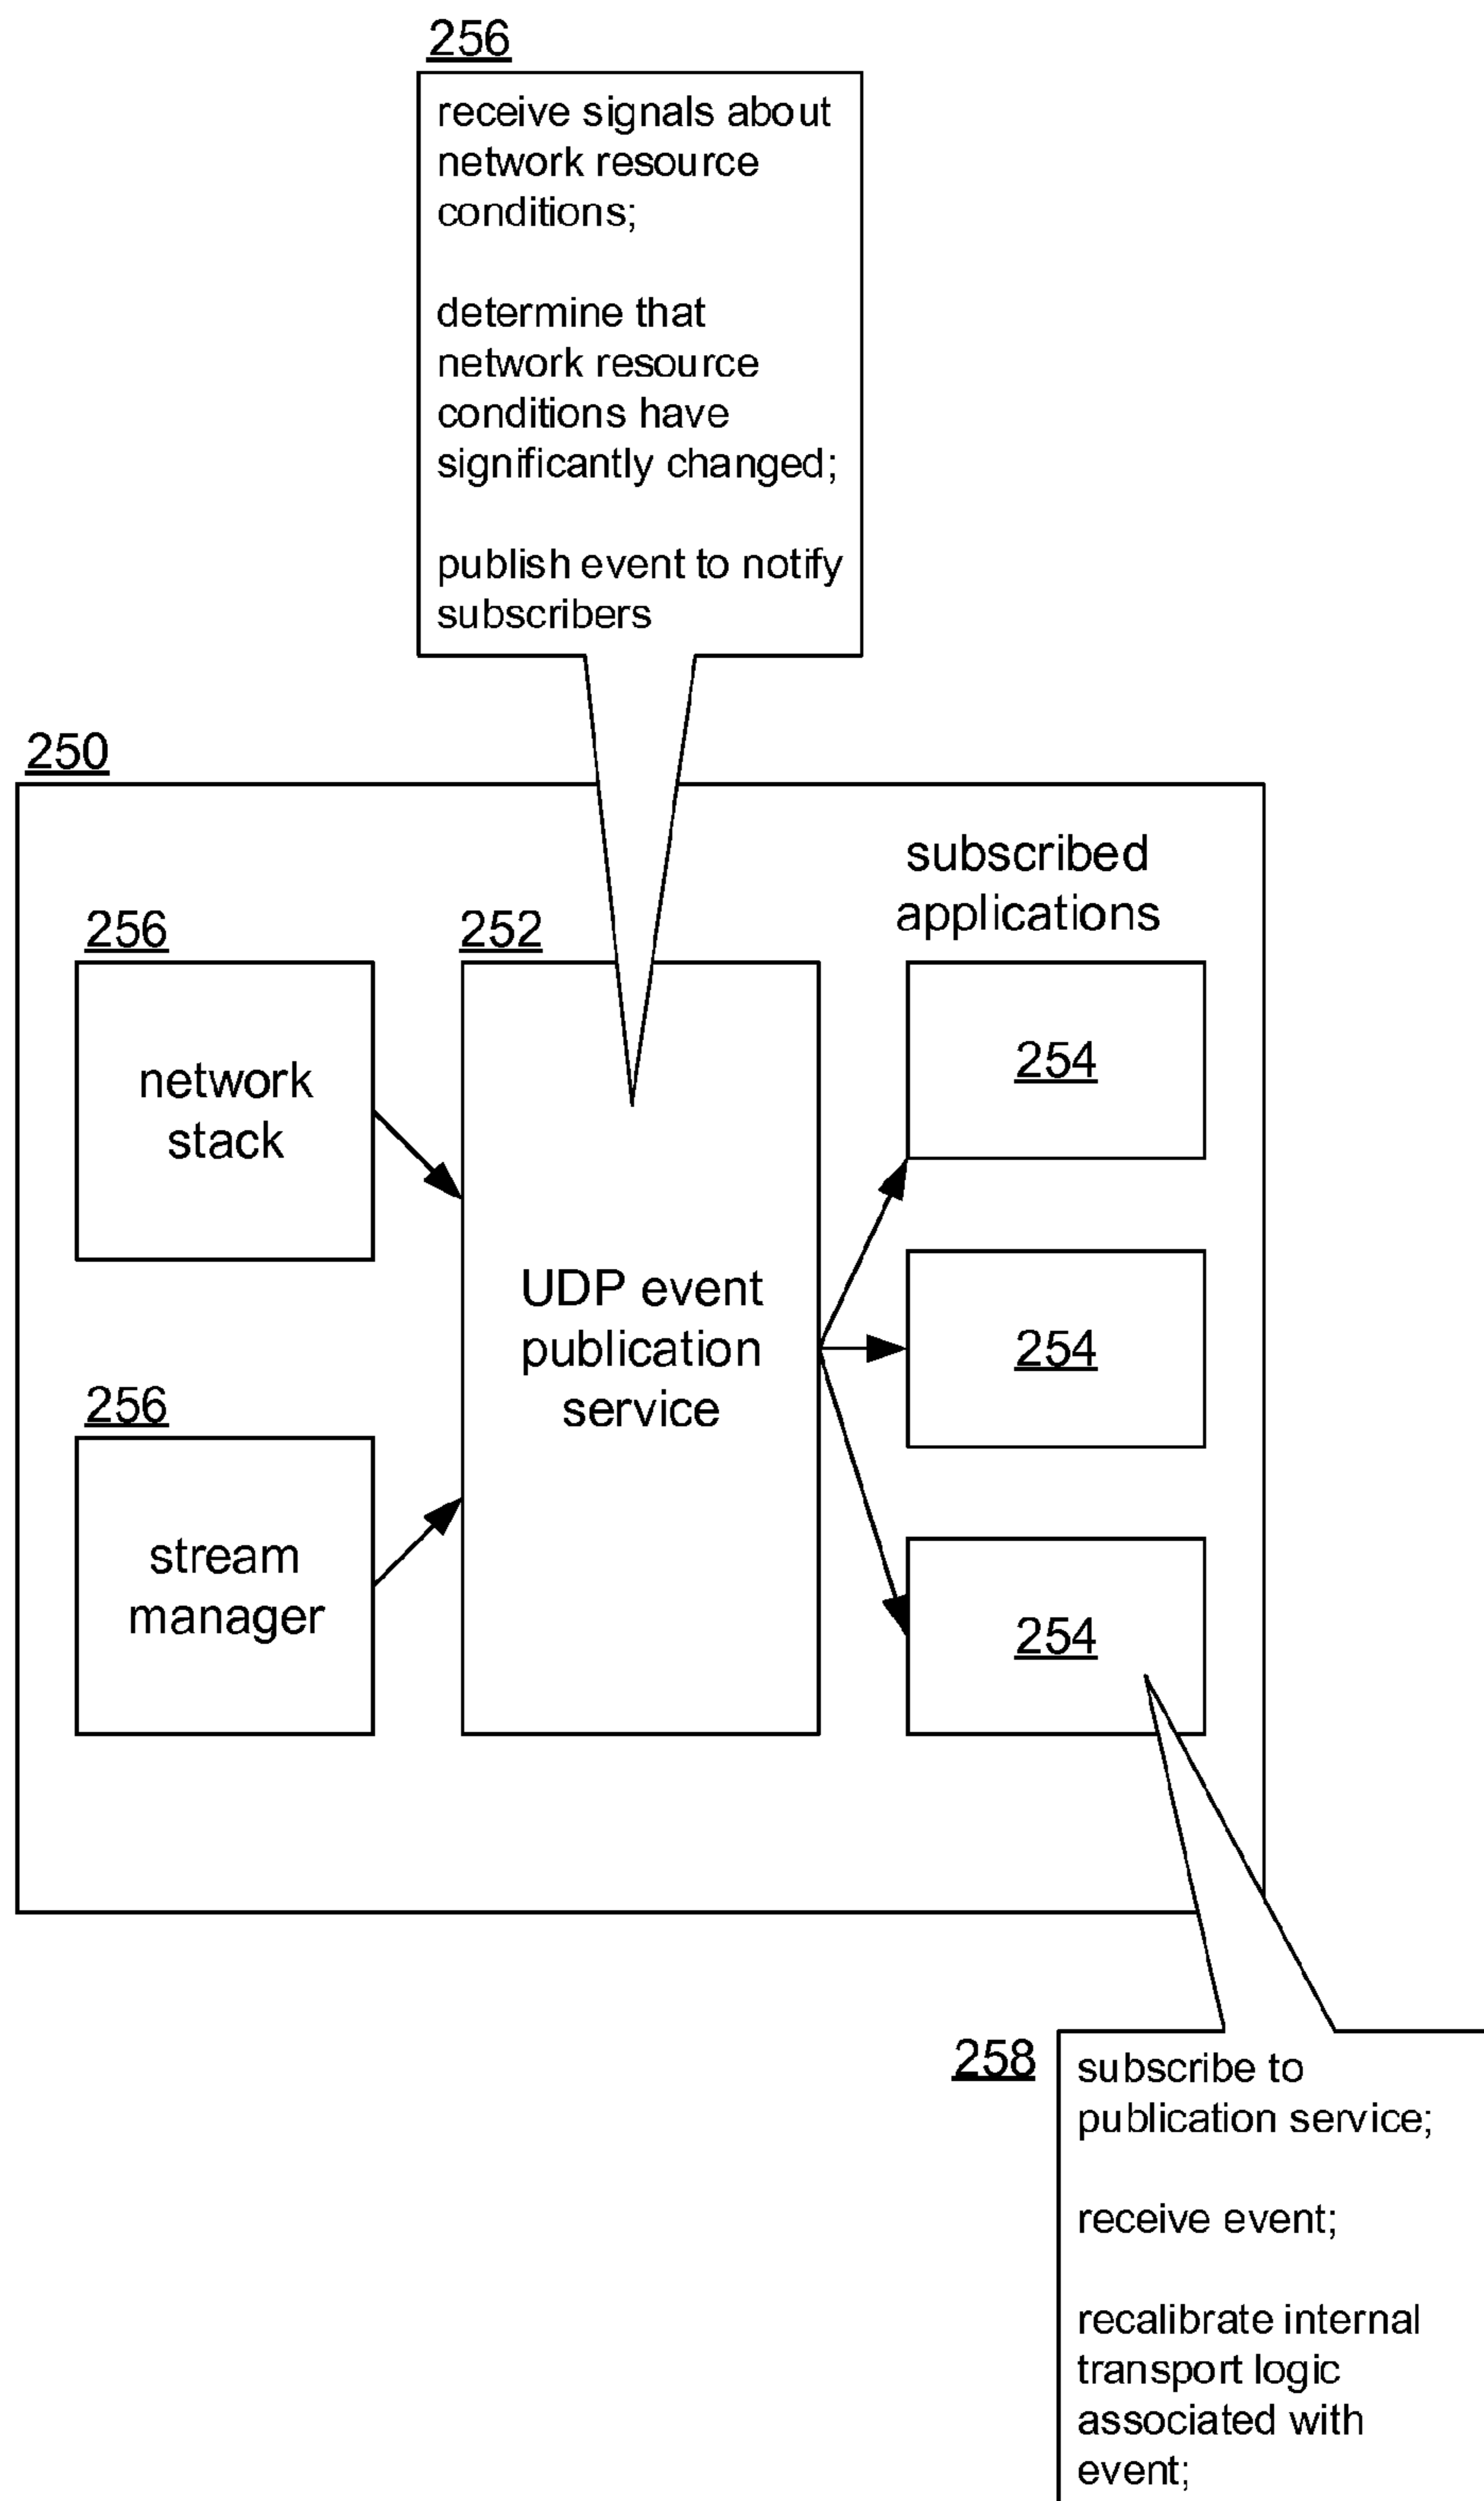 256
receive signals about
network resource
conditions;
determine that
network resource
conditions have
significantly changed;
publish event to notify
subscribers
250
subscribed
applications
256
network
stack
252
UDP event
publication
service
254
254
254
256
stream
manager
258
subscribe to
publication service;
receive event;
recalibrate internal
transport logic
associated with
event;